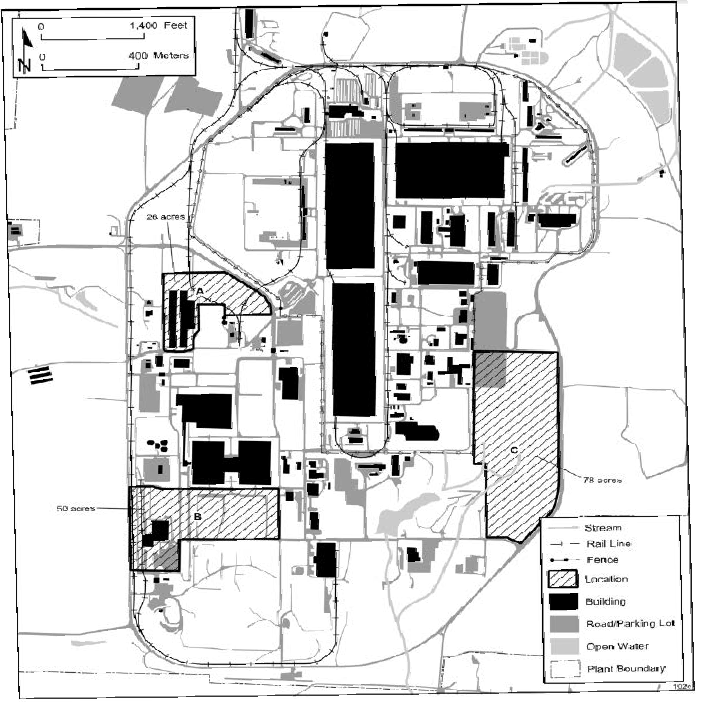 0 1,400 Feet
N
0 400 Meters
26 acres
A
50 acres
B
C
78 acres
Stream
Rail Line
Fence
Location
Building
Road/Parking Lot
Open Water
Plant Boundary